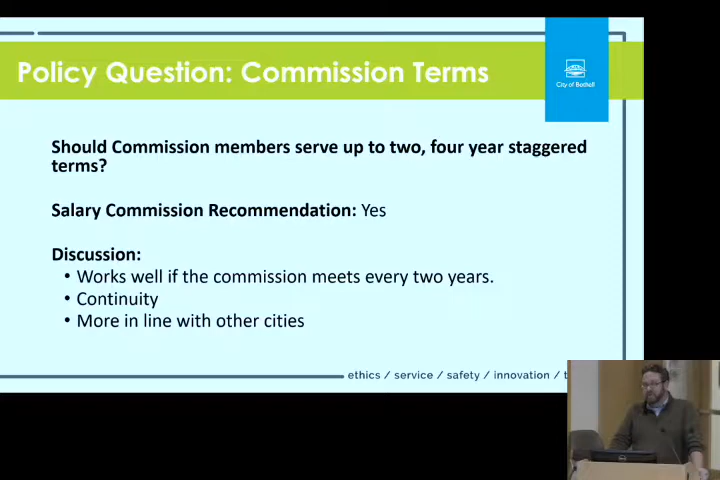 Policy Question: Commission Terms
City of Bothell
Should Commission members serve up to two, four year staggered
terms?
Salary Commission Recommendation: Yes
Discussion:
• Works well if the commission meets every two years.
• Continuity
• More in line with other cities
ethics / service / safety / innovation /